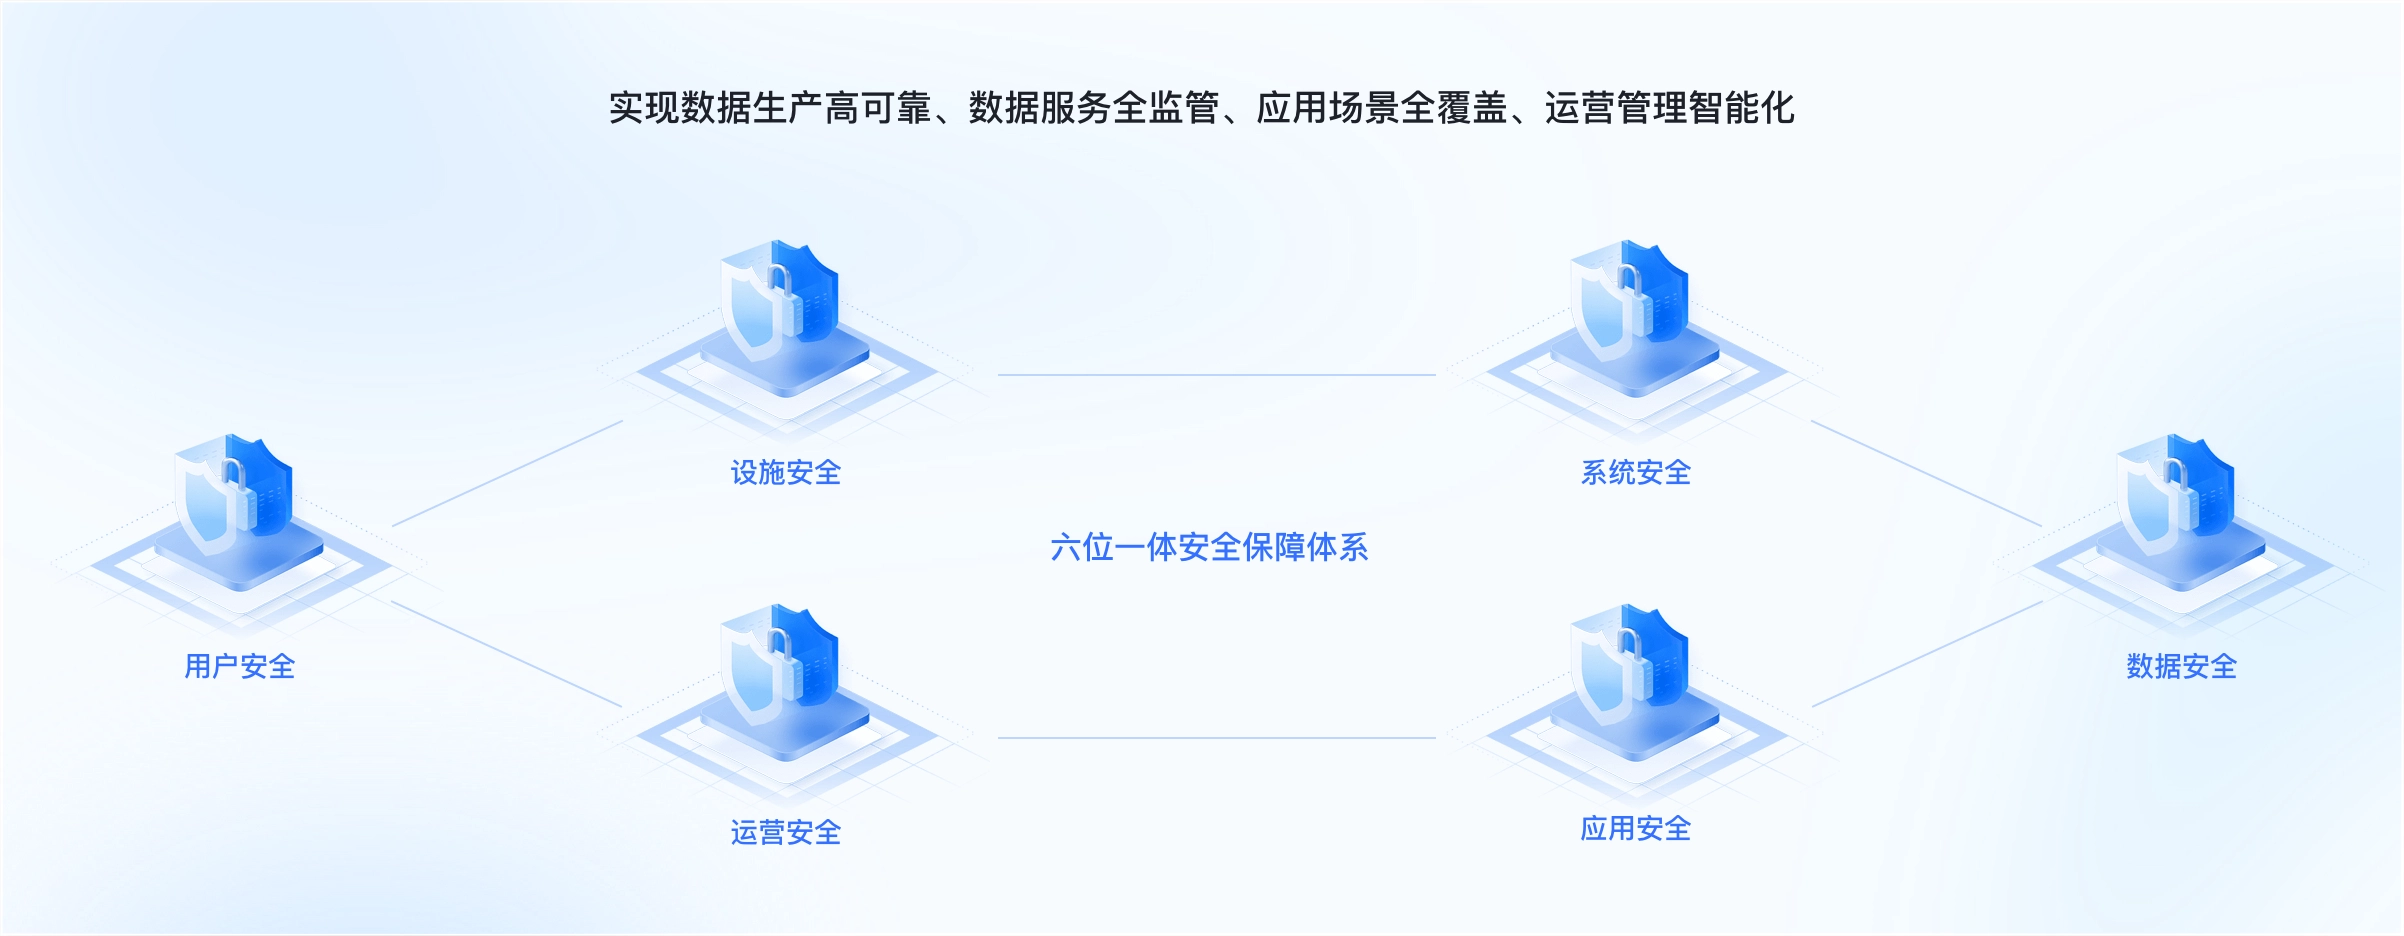 实现数据生产高可靠、数据服务全监管、应用场景全覆盖、运营管理智能化
设施安全
系统安全
六位一体安全保障体系
用户安全
数据安全
运营安全
应用安全